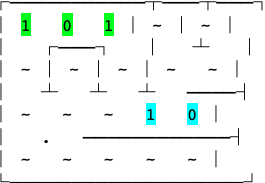 1 0 1 | ~ | ~ |
~ | ~ | ~ | ~ ~ |
~ ~ ~ 1 0 |
.
~ ~ ~ ~ ~ |